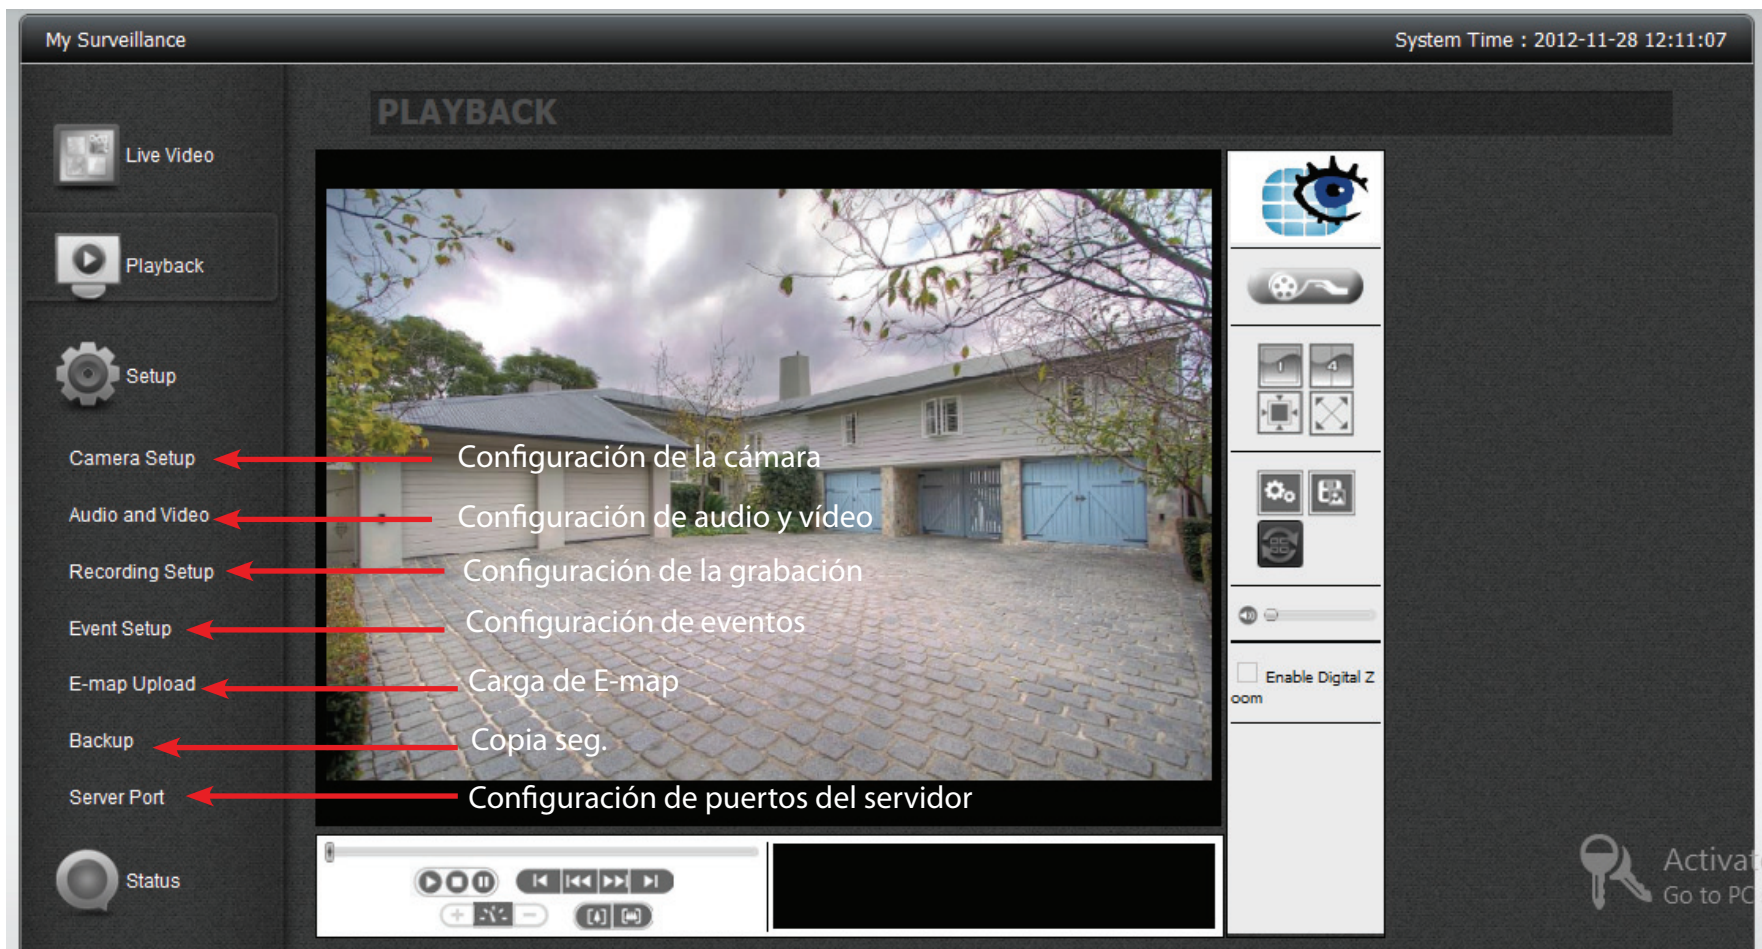 My Surveillance
System Time : 2012-11-28 12:11:07
PLAYBACK
Live Video
Playback
Setup
Camera Setup
Configuración de la cámara
Audio and Video
Configuración de audio y vídeo
Recording Setup
Configuración de la grabación
Event Setup
Configuración de eventos
E-map Upload
Carga de E-map
Backup
Copia seg.
Server Port
Configuración de puertos del servidor
Status
1
4
Enable Digital Z
oom
Activat
Go to PC